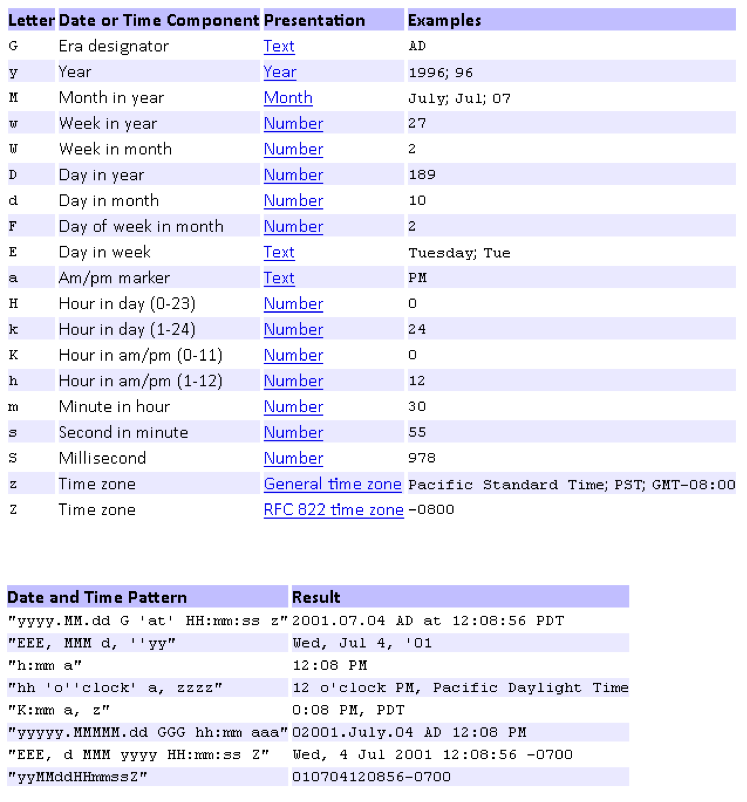 Letter Date or Time Component Presentation Examples
G Era designator Text AD
y Year Year 1996; 96
M Month in year Month July; Jul; 07
w Week in year Number 27
W Week in month Number 2
D Day in year Number 189
d Day in month Number 10
F Day of week in month Number 2
E Day in week Text Tuesday; Tue
a Am/pm marker Text PM
H Hour in day (0-23) Number 0
k Hour in day (1-24) Number 24
K Hour in am/pm (0-11) Number 0
h Hour in am/pm (1-12) Number 12
m Minute in hour Number 30
s Second in minute Number 55
S Millisecond Number 978
z Time zone General time zone Pacific Standard Time; PST; GMT-08:00
Z Time zone RFC 822 time zone -0800
Date and Time Pattern Result
"yyyy.MM.dd G 'at' HH:mm:ss z" 2001.07.04 AD at 12:08:56 PDT
"EEE, MMM d, ''yy" Wed, Jul 4, '01
"h:mm a" 12:08 PM
"hh 'o''clock' a, zzzz" 12 o'clock PM, Pacific Daylight Time
"K:mm a, z" 0:08 PM, PDT
"yyyyy.MMMMM.dd GGG hh:mm aaa" 02001.July.04 AD 12:08 PM
"EEE, d MMM yyyy HH:mm:ss Z" Wed, 4 Jul 2001 12:08:56 -0700
"yyMMddHHmmssZ" 010704120856-0700